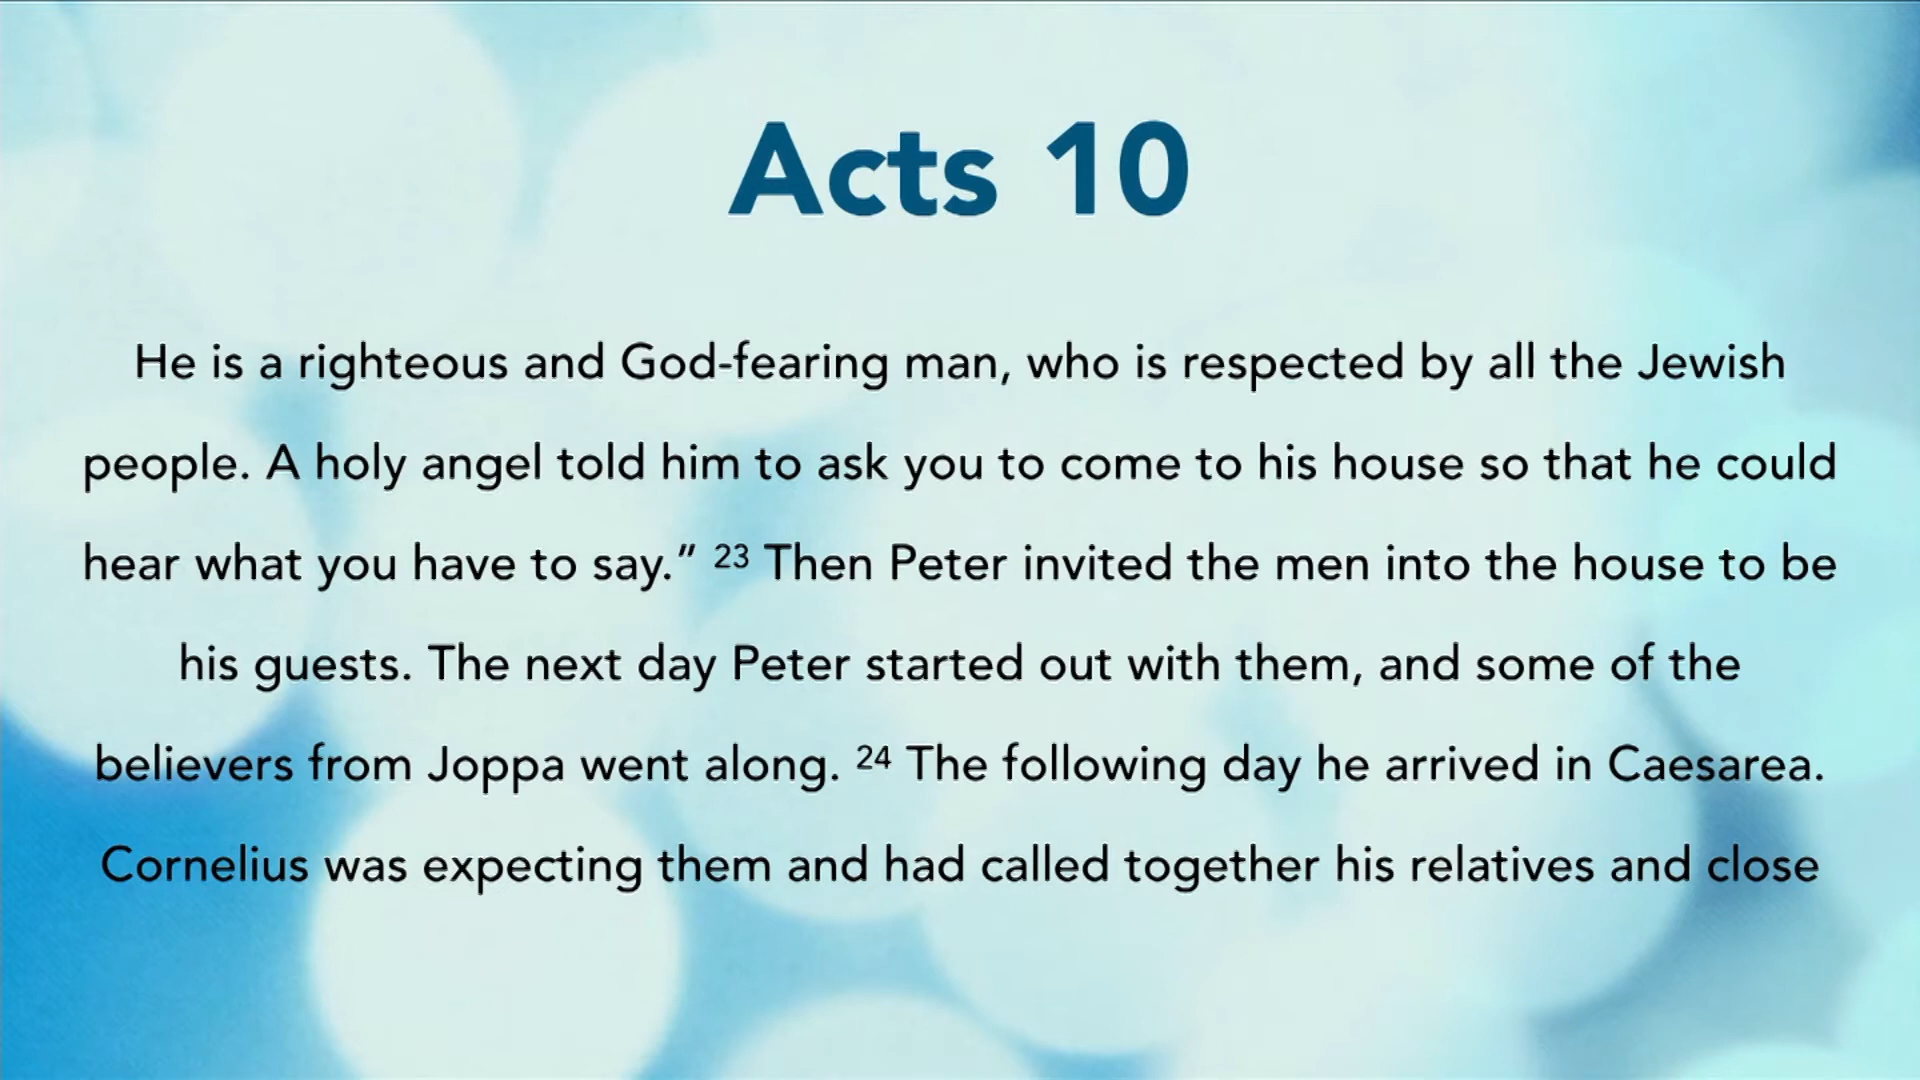 Acts 10
He is a righteous and God-fearing man, who is respected by all the Jewish
people. A holy angel told him to ask you to come to his house so that he could
hear what you have to say.” 23 Then Peter invited the men into the house to be
his guests. The next day Peter started out with them, and some of the
believers from Joppa went along. 24 The following day he arrived in Caesarea.
Cornelius was expecting them and had called together his relatives and close